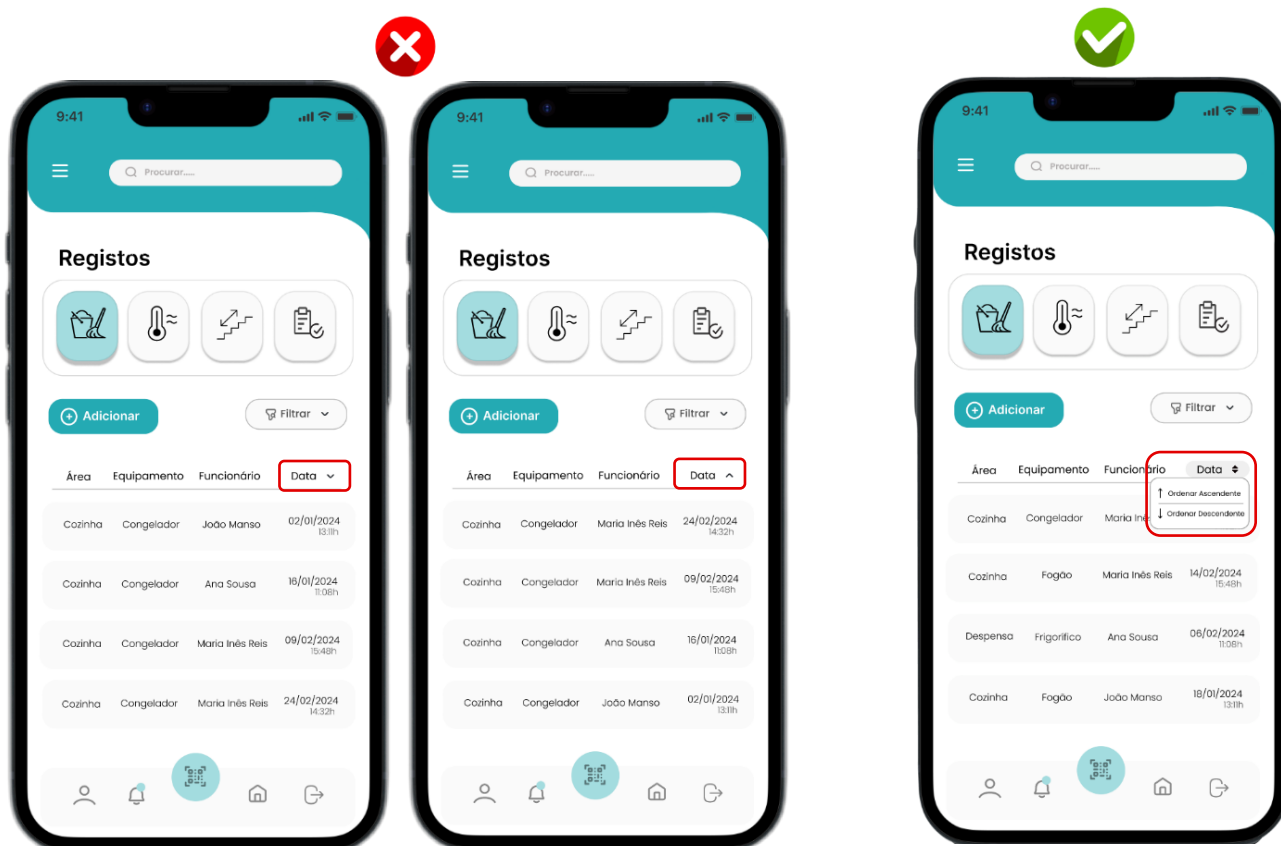 9:41
Procurar.....
Registos
Adicionar
Filtrar
Área Equipamento Funcionário Data
Cozinha Congelador João Manso 02/01/2024
13:11h
Cozinha Congelador Ana Sousa 16/01/2024
11:08h
Cozinha Congelador Maria Inês Reis 09/02/2024
15:48h
Cozinha Congelador Maria Inês Reis 24/02/2024
14:32h
9:41
Procurar.....
Registos
Adicionar
Filtrar
Área Equipamento Funcionário Data
Cozinha Congelador Maria Inês Reis 24/02/2024
14:32h
Cozinha Congelador Maria Inês Reis 09/02/2024
15:48h
Cozinha Congelador Ana Sousa 16/01/2024
11:08h
Cozinha Congelador João Manso 02/01/2024
13:11h
9:41
Procurar.....
Registos
Adicionar
Filtrar
Área Equipamento Funcionário Data
↑ Ordenar Ascendente
↓ Ordenar Descendente
Cozinha Congelador Maria
Cozinha Fogão Maria Inês Reis 14/02/2024
15:48h
Despensa Frigorifico Ana Sousa 06/02/2024
11:08h
Cozinha Fogão João Manso 18/01/2024
13:11h